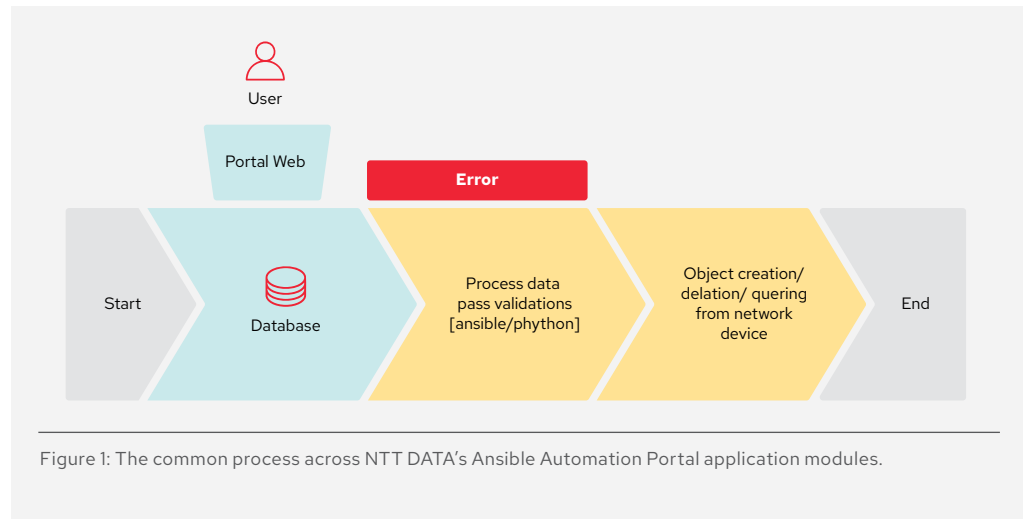 User
Portal Web
Error
Start
Database
Process data
pass validations
[ansible/phython]
Object creation/
delation/ quering
from network
device
End
Figure 1: The common process across NTT DATA's Ansible Automation Portal application modules.